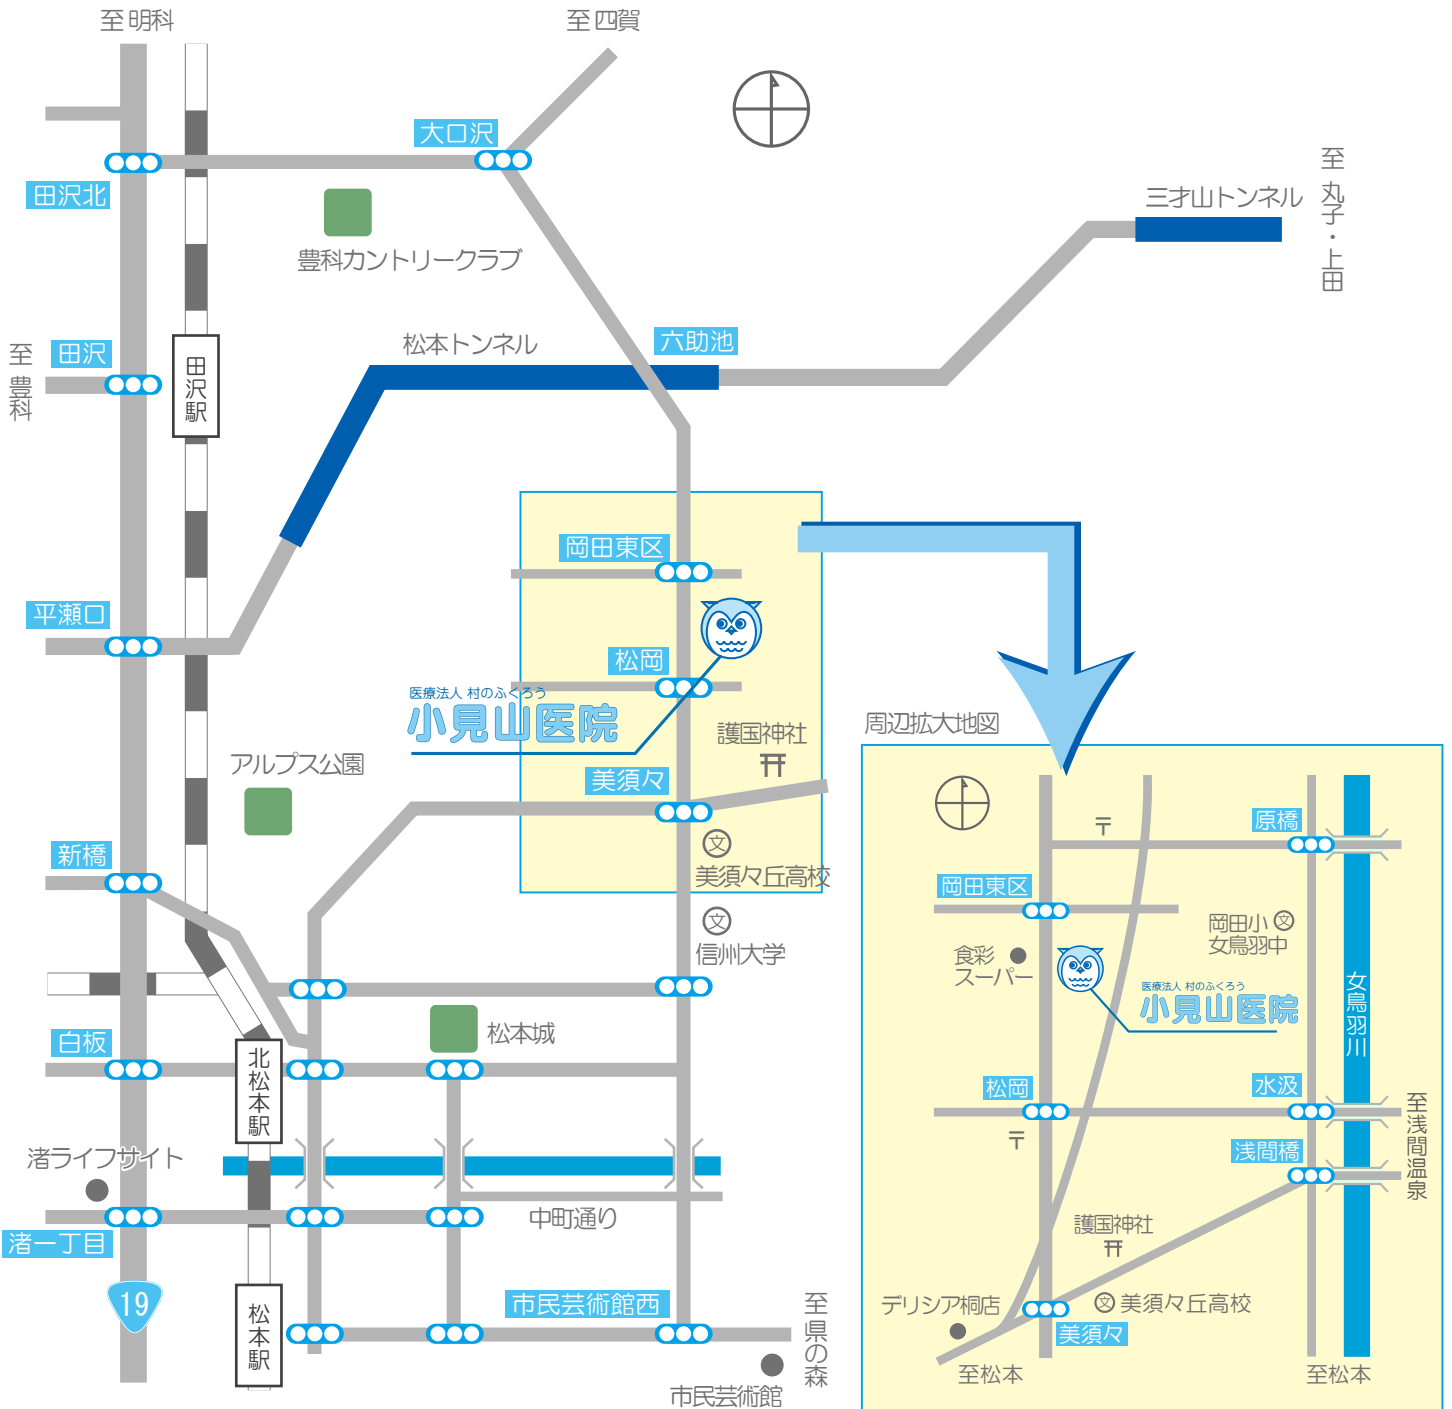 至 明科
至 四賀
大口沢
田沢北
豊科カントリークラブ
三才山トンネル
至 丸子・上田
至 豊科
田沢
田沢駅
松本トンネル
六助池
岡田東区
平瀬口
松岡
医療法人 村のふくろう
小見山医院
護国神社
アルプス公園
美須々
文
美須々丘高校
新橋
文
信州大学
白板
北松本駅
松本城
渚ライフサイト
中町通り
渚一丁目
19
松本駅
市民芸術館西
至 県の森
市民芸術館
周辺拡大地図
〒
原橋
岡田東区
岡田小
文
女鳥羽中
食彩
スーパー
医療法人 村のふくろう
小見山医院
女鳥羽川
松岡
水汲
〒
浅間橋
至浅間温泉
護国神社
デリシア桐店
文
美須々丘高校
美須々
至松本
至松本